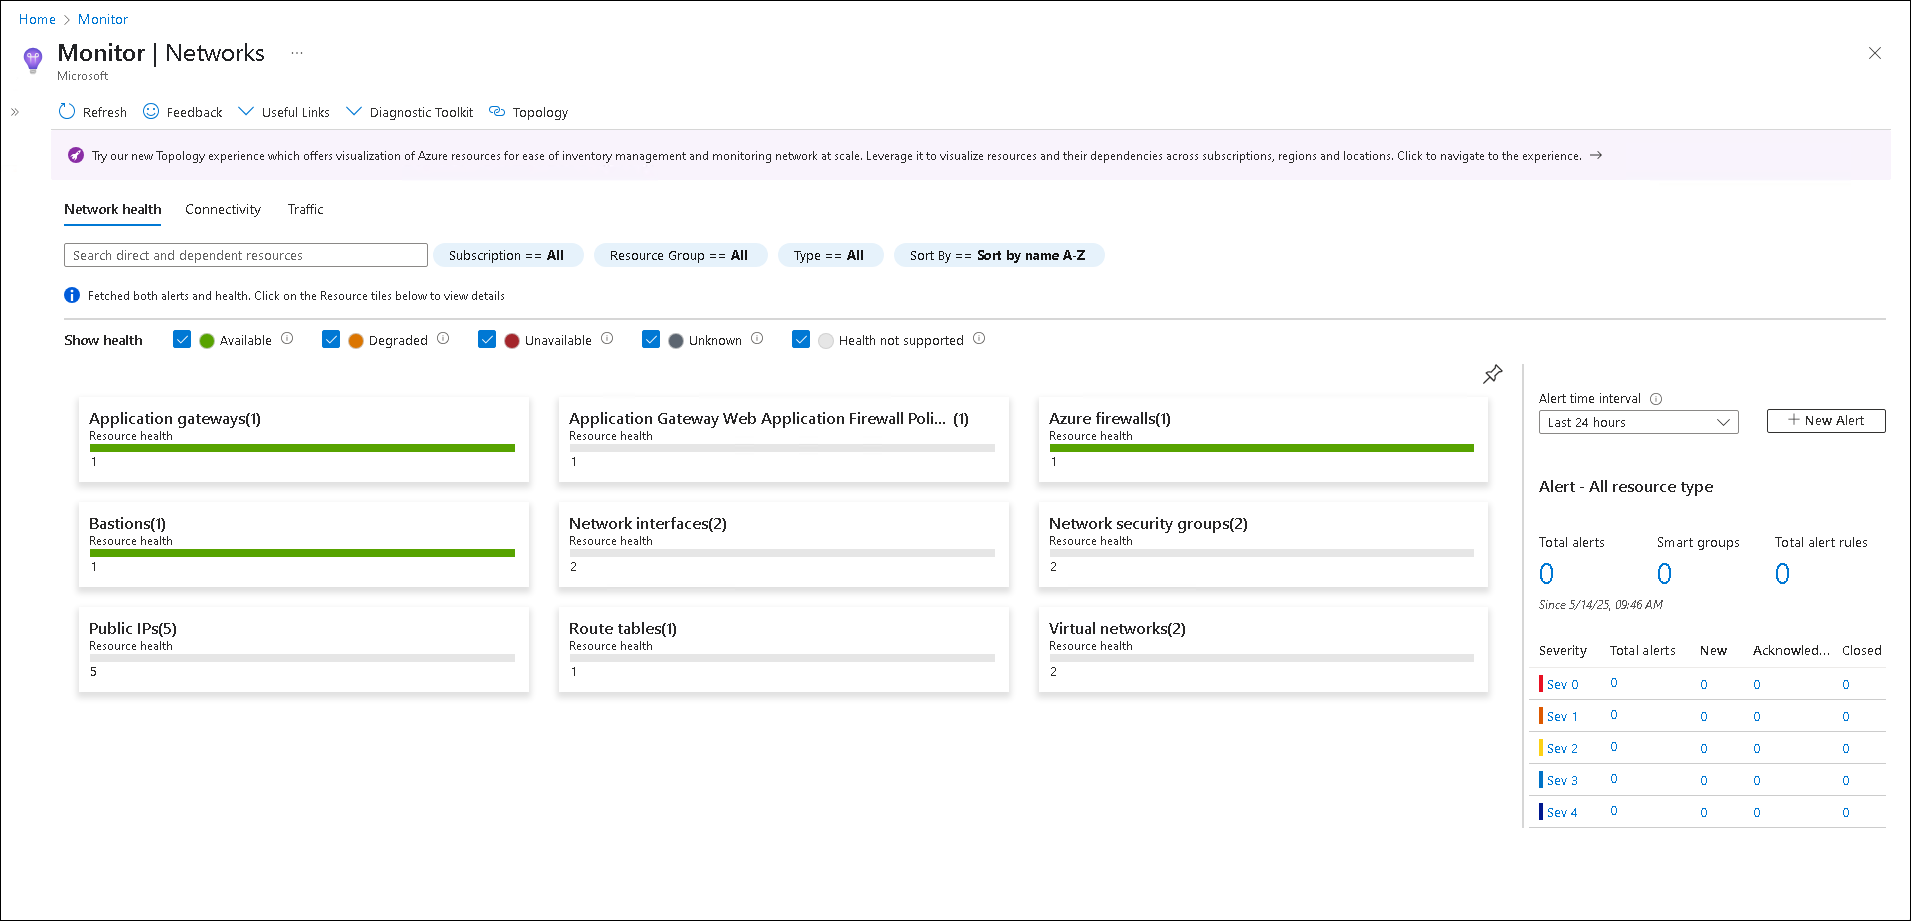 Home > Monitor
Monitor | Networks ...
Microsoft
» Refresh Feedback Useful Links Diagnostic Toolkit Topology
Try our new Topology experience which offers visualization of Azure resources for ease of inventory management and monitoring network at scale. Leverage it to visualize resources and their dependencies across subscriptions, regions and locations. Click to navigate to the experience. →
Network health Connectivity Traffic
Search direct and dependent resources Subscription == All Resource Group == All Type == All Sort By == Sort by name A-Z
Fetched both alerts and health. Click on the Resource tiles below to view details
Show health Available Degraded Unavailable Unknown Health not supported
Application gateways(1)
Resource health
1
Application Gateway Web Application Firewall Poli... (1)
Resource health
1
Azure firewalls(1)
Resource health
1
Bastions(1)
Resource health
1
Network interfaces(2)
Resource health
2
Network security groups(2)
Resource health
2
Public IPs(5)
Resource health
5
Route tables(1)
Resource health
1
Virtual networks(2)
Resource health
2
Alert time interval
Last 24 hours
+ New Alert
Alert - All resource type
Total alerts Smart groups Total alert rules
0 0 0
Since 5/14/25, 09:46 AM
Severity Total alerts New Acknowled... Closed
Sev 0 0 0 0 0
Sev 1 0 0 0 0
Sev 2 0 0 0 0
Sev 3 0 0 0 0
Sev 4 0 0 0 0